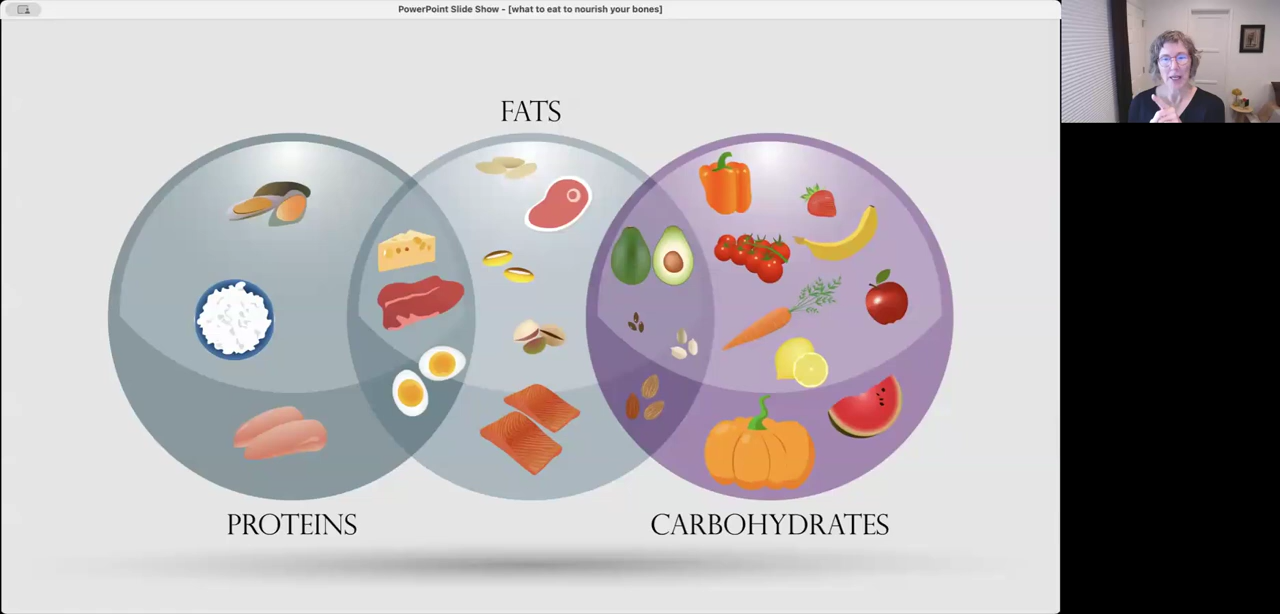 PowerPoint Slide Show - [what to eat to nourish your bones]
FATS
PROTEINS
CARBOHYDRATES